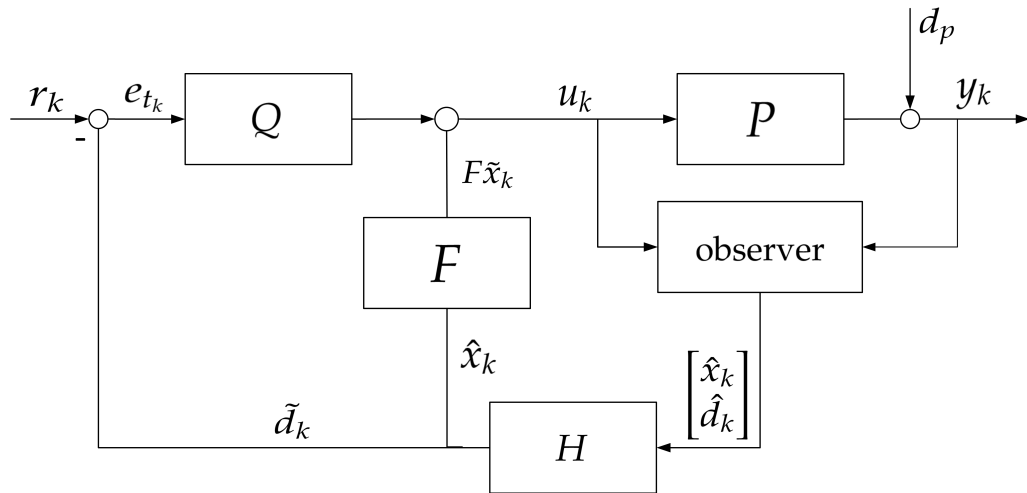 d_p
r_k
e_{t_k}
Q
u_k
P
y_k
-
Fx̃_k
F
observer
x̂_k
[x̂_k
d̂_k]
d̃_k
H